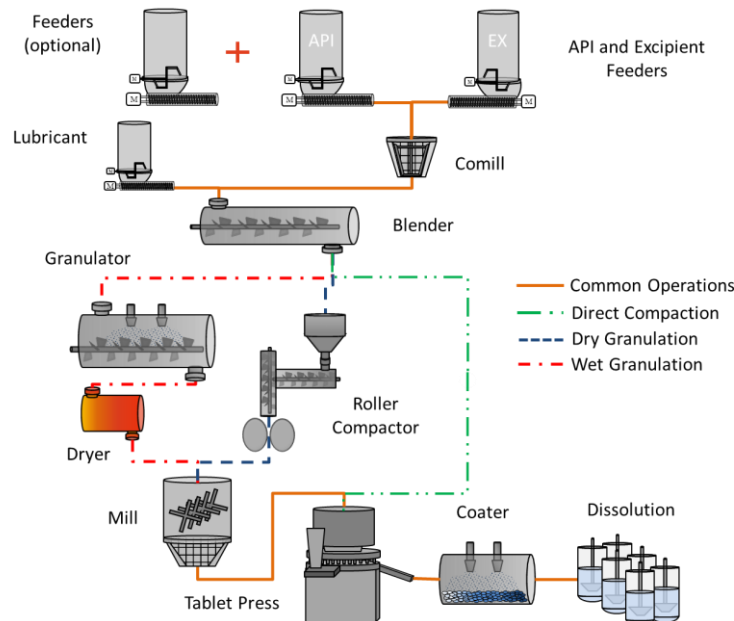 Feeders
(optional)
API
EX
API and Excipient
Feeders
M
M
M
Lubricant
M
Comill
Blender
Granulator
Common Operations
Direct Compaction
Dry Granulation
Wet Granulation
Roller
Compactor
Dryer
Mill
Coater
Dissolution
Tablet Press